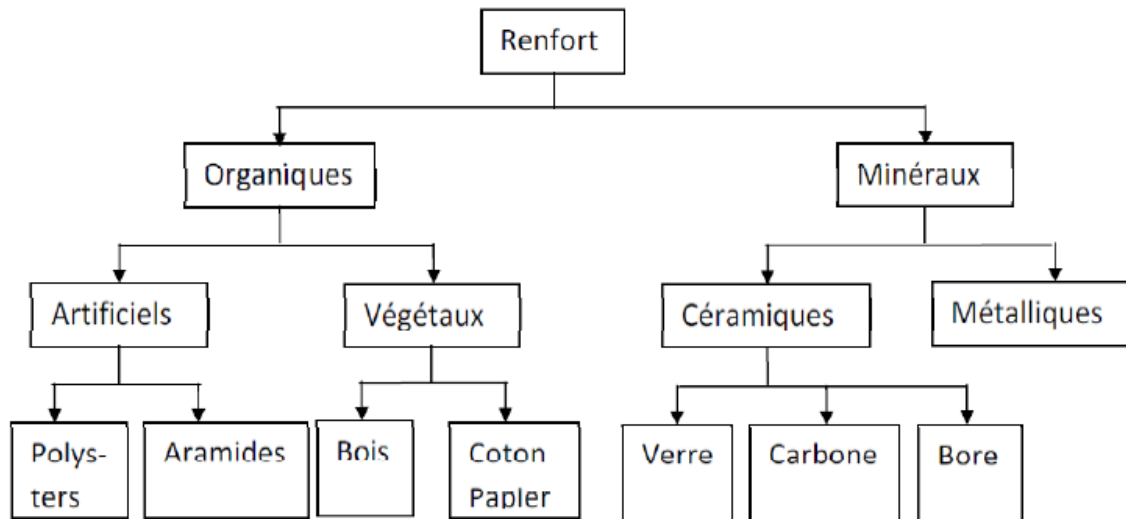 Renfort
Organiques
Minéraux
Artificiels
Végétaux
Céramiques
Métalliques
Polys-
ters
Aramides
Bois
Coton
Papier
Verre
Carbone
Bore